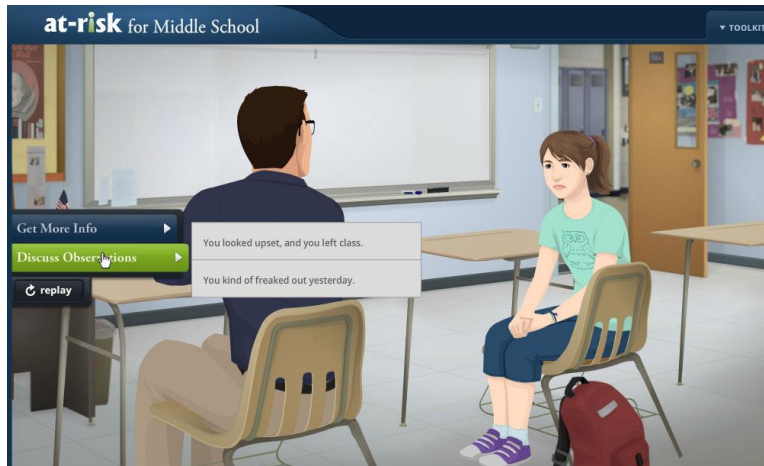 at-risk for Middle School
▼ TOOLKIT
Get More Info
Discuss Observations
You looked upset, and you left class.
You kind of freaked out yesterday.
replay